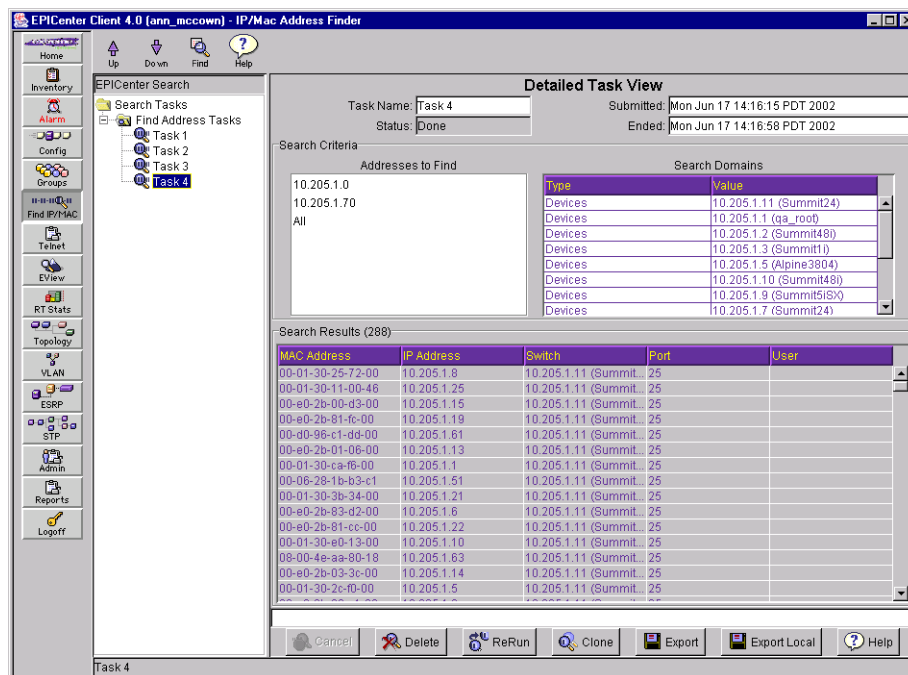 EPICenter Client 4.0 (ann_mccown) - IP/Mac Address Finder
Home
Inventory
Alarm
Config
Groups
Find IP/MAC
Telnet
EView
RT Stats
Topology
VLAN
ESRP
STP
Admin
Reports
Logoff
Up Down Find Help
EPICenter Search
Search Tasks
Find Address Tasks
Task 1
Task 2
Task 3
Task 4
Detailed Task View
Task Name: Task 4 Submitted: Mon Jun 17 14:16:15 PDT 2002
Status: Done Ended: Mon Jun 17 14:16:58 PDT 2002
Search Criteria
Addresses to Find
10.205.1.0
10.205.1.70
All
Search Domains
Type Value
Devices 10.205.1.11 (Summit24)
Devices 10.205.1.1 (qa_root)
Devices 10.205.1.2 (Summit48i)
Devices 10.205.1.3 (Summit1i)
Devices 10.205.1.5 (Alpine3804)
Devices 10.205.1.10 (Summit48i)
Devices 10.205.1.9 (Summit5iSX)
Devices 10.205.1.7 (Summit24)
Search Results (288)
MAC Address IP Address Switch Port User
00-01-30-25-72-00 10.205.1.8 10.205.1.11 (Summit... 25
00-01-30-11-00-46 10.205.1.25 10.205.1.11 (Summit... 25
00-e0-2b-00-d3-00 10.205.1.15 10.205.1.11 (Summit... 25
00-e0-2b-81-fc-00 10.205.1.19 10.205.1.11 (Summit... 25
00-d0-96-c1-dd-00 10.205.1.61 10.205.1.11 (Summit... 25
00-e0-2b-01-06-00 10.205.1.13 10.205.1.11 (Summit... 25
00-01-30-ca-f6-00 10.205.1.1 10.205.1.11 (Summit... 25
00-06-28-1b-b3-c1 10.205.1.51 10.205.1.11 (Summit... 25
00-01-30-3b-34-00 10.205.1.21 10.205.1.11 (Summit... 25
00-e0-2b-83-d2-00 10.205.1.6 10.205.1.11 (Summit... 25
00-e0-2b-81-cc-00 10.205.1.22 10.205.1.11 (Summit... 25
00-01-30-e0-13-00 10.205.1.10 10.205.1.11 (Summit... 25
08-00-4e-aa-80-18 10.205.1.63 10.205.1.11 (Summit... 25
00-e0-2b-03-3c-00 10.205.1.14 10.205.1.11 (Summit... 25
00-01-30-2c-f0-00 10.205.1.5 10.205.1.11 (Summit... 25
Cancel Delete ReRun Clone Export Export Local Help
Task 4